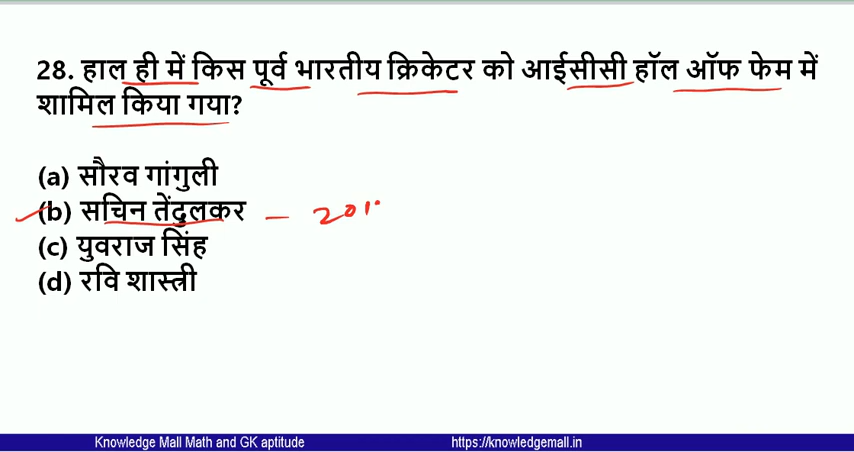 28. हाल ही में किस पूर्व भारतीय क्रिकेटर को आईसीसी हॉल ऑफ फेम में
शामिल किया गया?
(a) सौरव गांगुली
(b) सचिन तेंदुलकर –
(c) युवराज सिंह
(d) रवि शास्त्री
Knowledge Mall Math and GK aptitude https://knowledgemall.in